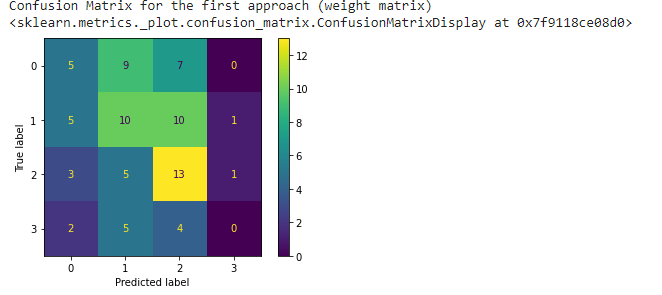 Confusion Matrix for the first approach (weight matrix)
<sklearn.metrics._plot.confusion_matrix.ConfusionMatrixDisplay at 0x7f9118ce08d0>
0 5 9 7 0
1 5 10 10 1
2 3 5 13 1
3 2 5 4 0
0 1 2 3
Predicted label
True label
12
10
8
6
4
2
0